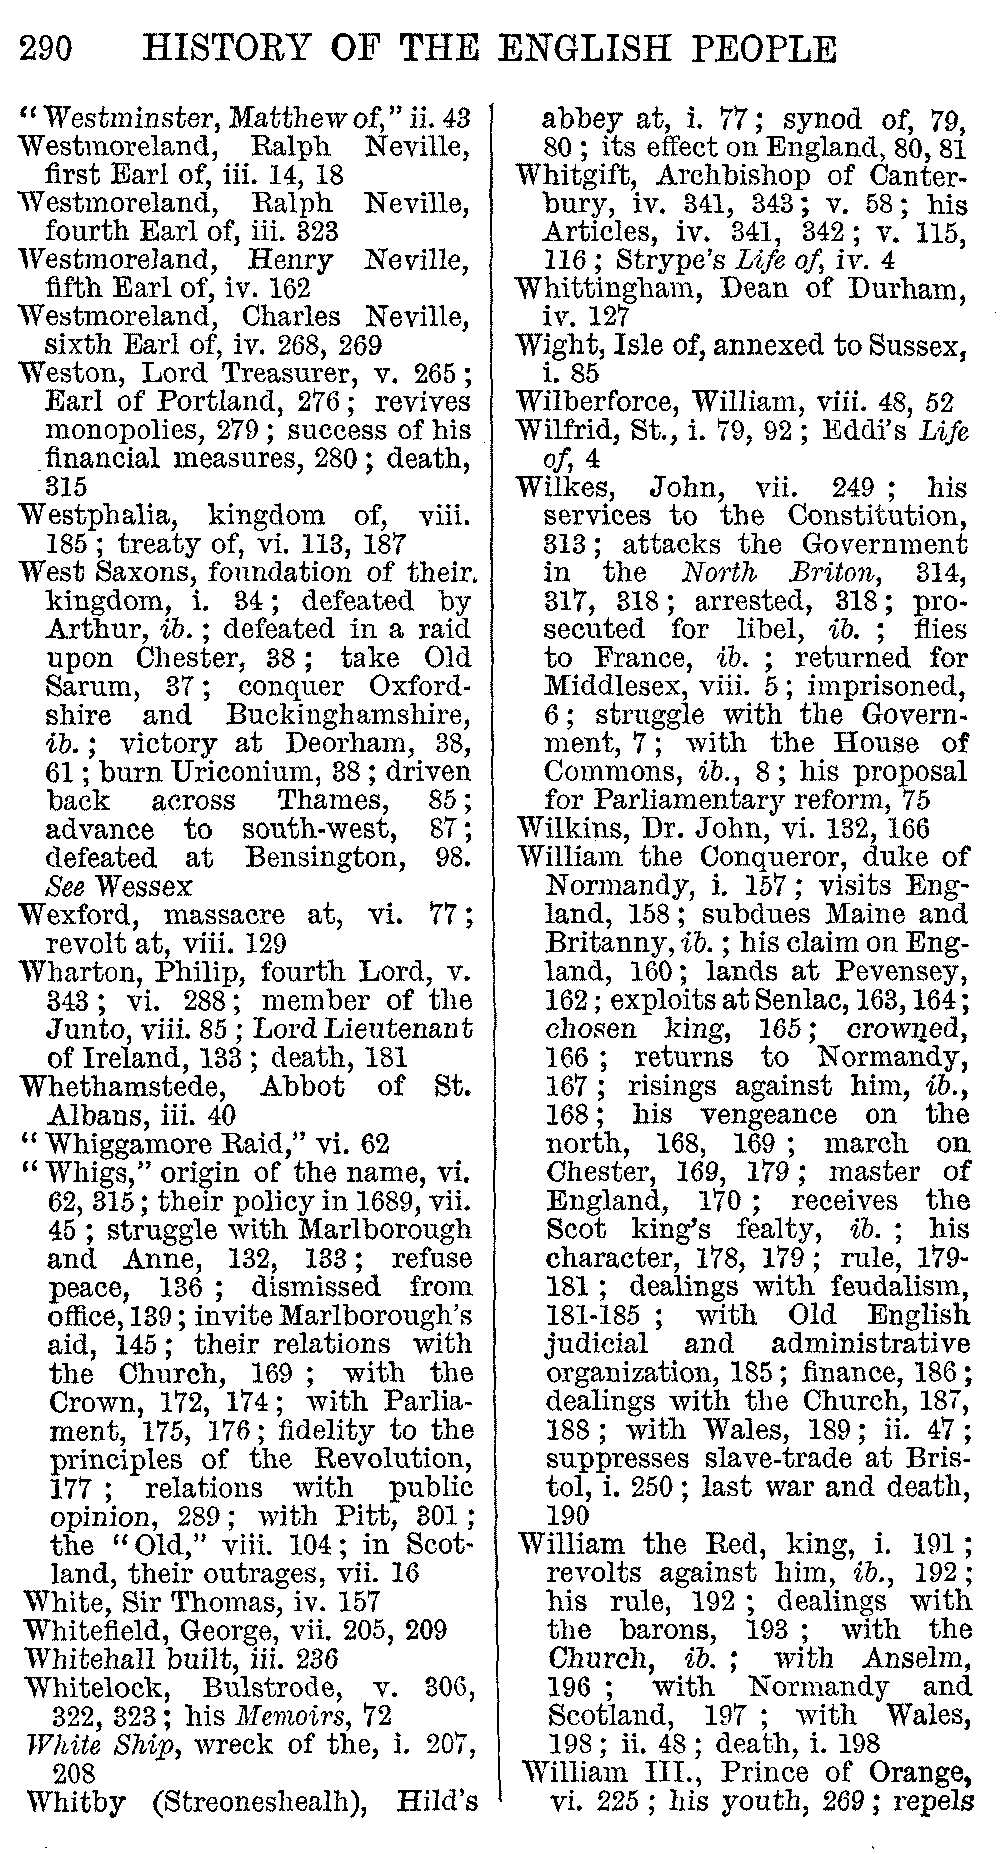 290 HISTORY OF THE ENGLISH PEOPLE
“Westminster, Matthew of,” ii. 43
Westmoreland, Ralph Neville,
first Earl of, iii. 14, 18
Westmoreland, Ralph Neville,
fourth Earl of, iii. 323
Westmoreland, Henry Neville,
fifth Earl of, iv. 162
Westmoreland, Charles Neville,
sixth Earl of, iv. 268, 269
Weston, Lord Treasurer, v. 265;
Earl of Portland, 276; revives
monopolies, 279; success of his
financial measures, 280; death,
315
Westphalia, kingdom of, viii.
185; treaty of, vi. 113, 187
West Saxons, foundation of their.
kingdom, i. 34; defeated by
Arthur, ib.; defeated in a raid
upon Chester, 38; take Old
Sarum, 37; conquer Oxford-
shire and Buckinghamshire,
ib.; victory at Deorham, 38,
61; burn Uriconium, 38; driven
back across Thames, 85;
advance to south-west, 87;
defeated at Bensington, 98.
See Wessex
Wexford, massacre at, vi. 77;
revolt at, viii. 129
Wharton, Philip, fourth Lord, v.
343; vi. 288; member of the
Junto, viii. 85; Lord Lieutenant
of Ireland, 133; death, 181
Whethamstede, Abbot of St.
Albans, iii. 40
“Whiggamore Raid,” vi. 62
“Whigs,” origin of the name, vi.
62, 315; their policy in 1689, vii.
45; struggle with Marlborough
and Anne, 132, 133; refuse
peace, 136; dismissed from
office, 139; invite Marlborough's
aid, 145; their relations with
the Church, 169; with the
Crown, 172, 174; with Parlia-
ment, 175, 176; fidelity to the
principles of the Revolution,
177; relations with public
opinion, 289; with Pitt, 301;
the “Old,” viii. 104; in Scot-
land, their outrages, vii. 16
White, Sir Thomas, iv. 157
Whitefield, George, vii. 205, 209
Whitehall built, iii. 236
Whitelock, Bulstrode, v. 306,
322, 323; his Memoirs, 72
White Ship, wreck of the, i. 207,
208
Whitby (Streoneshealh), Hild's
abbey at, i. 77; synod of, 79,
80; its effect on England, 80, 81
Whitgift, Archbishop of Canter-
bury, iv. 341, 343; v. 58; his
Articles, iv. 341, 342; v. 115,
116; Strype's Life of, iv. 4
Whittingham, Dean of Durham,
iv. 127
Wight, Isle of, annexed to Sussex,
i. 85
Wilberforce, William, viii. 48, 52
Wilfrid, St., i. 79, 92; Eddi's Life
of, 4
Wilkes, John, vii. 249; his
services to the Constitution,
313; attacks the Government
in the North Briton, 314,
317, 318; arrested, 318; pro-
secuted for libel, ib.; flies
to France, ib.; returned for
Middlesex, viii. 5; imprisoned,
6; struggle with the Govern-
ment, 7; with the House of
Commons, ib., 8; his proposal
for Parliamentary reform, 75
Wilkins, Dr. John, vi. 132, 166
William the Conqueror, duke of
Normandy, i. 157; visits Eng-
land, 158; subdues Maine and
Britanny, ib.; his claim on Eng-
land, 160; lands at Pevensey,
162; exploits at Senlac, 163, 164;
chosen king, 165; crowned,
166; returns to Normandy,
167; risings against him, ib.,
168; his vengeance on the
north, 168, 169; march on
Chester, 169, 179; master of
England, 170; receives the
Scot king's fealty, ib.; his
character, 178, 179; rule, 179-
181; dealings with feudalism,
181-185; with Old English
judicial and administrative
organization, 185; finance, 186;
dealings with the Church, 187,
188; with Wales, 189; ii. 47;
suppresses slave-trade at Bris-
tol, i. 250; last war and death,
190
William the Red, king, i. 191;
revolts against him, ib., 192;
his rule, 192; dealings with
the barons, 193; with the
Church, ib.; with Anselm,
196; with Normandy and
Scotland, 197; with Wales,
198; ii. 48; death, i. 198
William III., Prince of Orange,
vi. 225; his youth, 269; repels